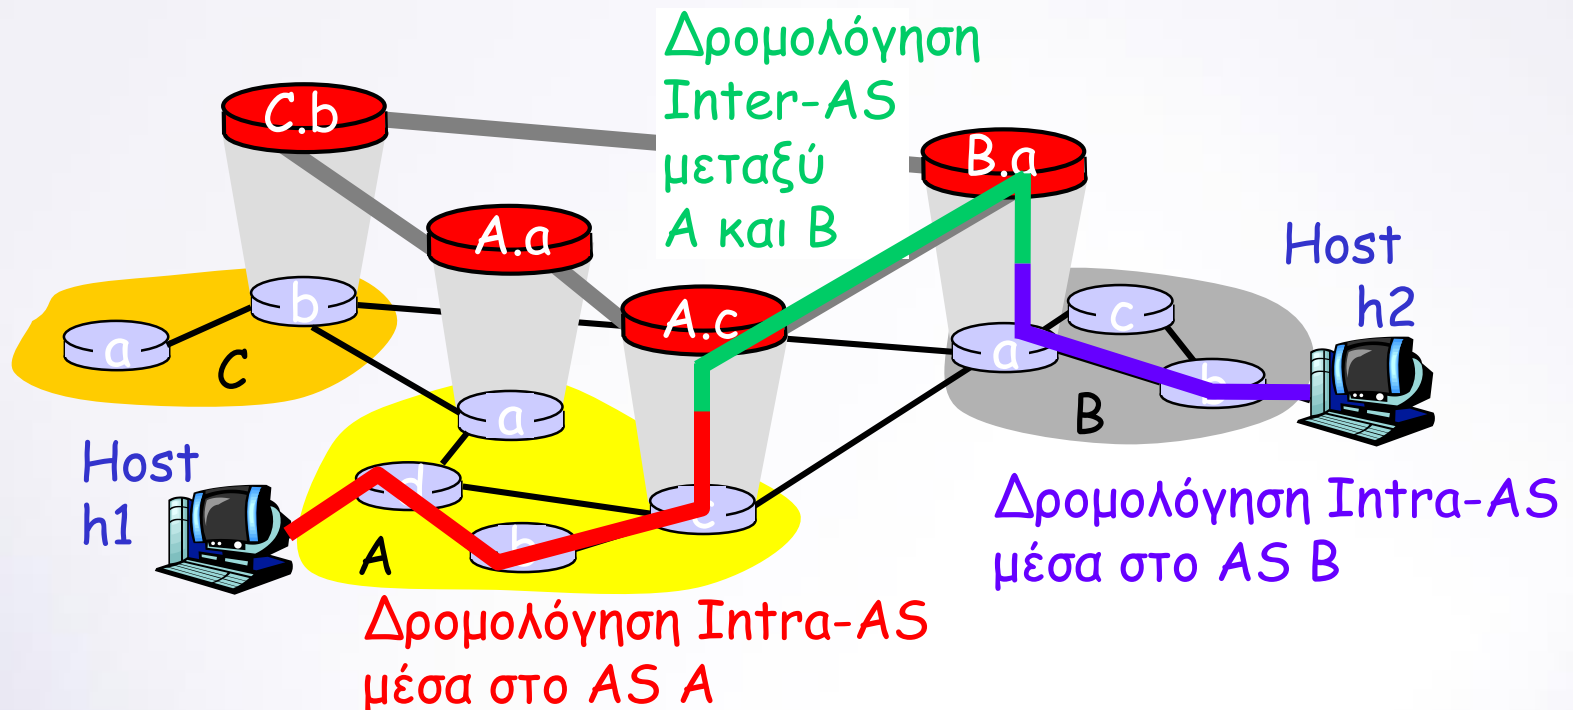 Δρομολόγηση
Inter-AS
μεταξύ
Α και Β
C.b
B.a
A.a
A.c
Host
h2
b
a
C
c
a
b
B
a
Host
h1
d
c
b
A
Δρομολόγηση Intra-AS
μέσα στο AS B
Δρομολόγηση Intra-AS
μέσα στο AS A